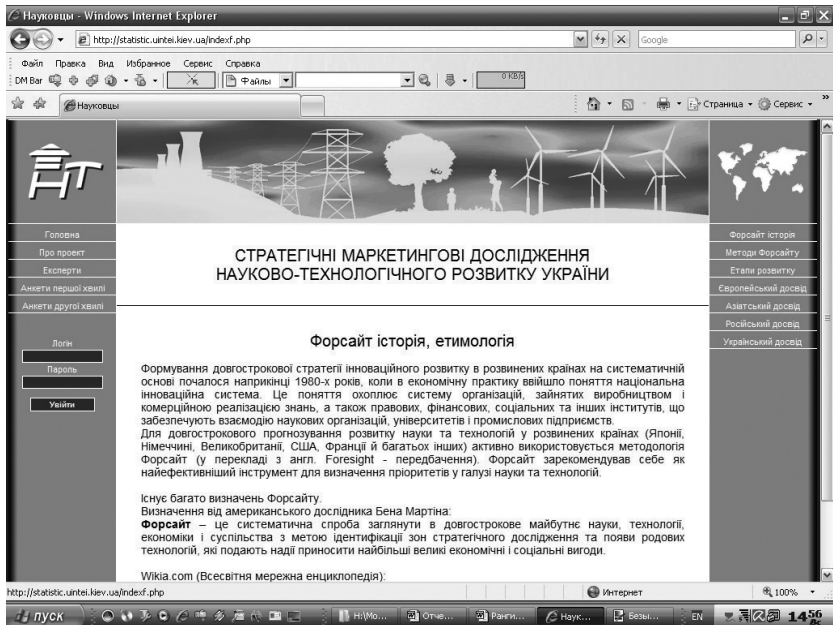 Науковцы - Windows Internet Explorer
http://statistic.uintei.kiev.ua/indexf.php
Google
Файл Правка Вид Избранное Сервис Справка
DM Bar
Файлы
0 KB/s
Науковцы
Страница
Сервис
НТ
Головна
Про проект
Експерти
Анкети першої хвилі
Анкети другої хвилі
Логін
Пароль
Увійти
СТРАТЕГІЧНІ МАРКЕТИНГОВІ ДОСЛІДЖЕННЯ
НАУКОВО-ТЕХНОЛОГІЧНОГО РОЗВИТКУ УКРАЇНИ
Форсайт історія, етимологія
Формування довгострокової стратегії інноваційного розвитку в розвинених країнах на систематичній
основі почалося наприкінці 1980-х років, коли в економічну практику ввійшло поняття національна
інноваційна система. Це поняття охоплює систему організацій, зайнятих виробництвом і
комерційною реалізацією знань, а також правових, фінансових, соціальних та інших інститутів, що
забезпечують взаємодію наукових організацій, університетів і промислових підприємств.
Для довгострокового прогнозування розвитку науки та технологій у розвинених країнах (Японії,
Німеччині, Великобританії, США, Франції й багатьох інших) активно використовується методологія
Форсайт (у перекладі з англ. Foresight - передбачення). Форсайт зарекомендував себе як
найефективніший інструмент для визначення пріоритетів у галузі науки та технологій.
Існує багато визначень Форсайту.
Визначення від американського дослідника Бена Мартіна:
Форсайт – це систематична спроба заглянути в довгострокове майбутнє науки, технології,
економіки і суспільства з метою ідентифікації зон стратегічного дослідження та появи родових
технологій, які подають надії приносити найбільші великі економічні і соціальні вигоди.
Wikia.com (Всесвітня мережна енциклопедія):
Форсайт історія
Методи Форсайту
Етапи розвитку
Європейський досвід
Азіатський досвід
Російський досвід
Український досвід
http://statistic.uintei.kiev.ua/indexf.php
Интернет
100%
пуск
H:\Мо...
Отче...
Ранги...
Наук...
Безы...
EN
14 56